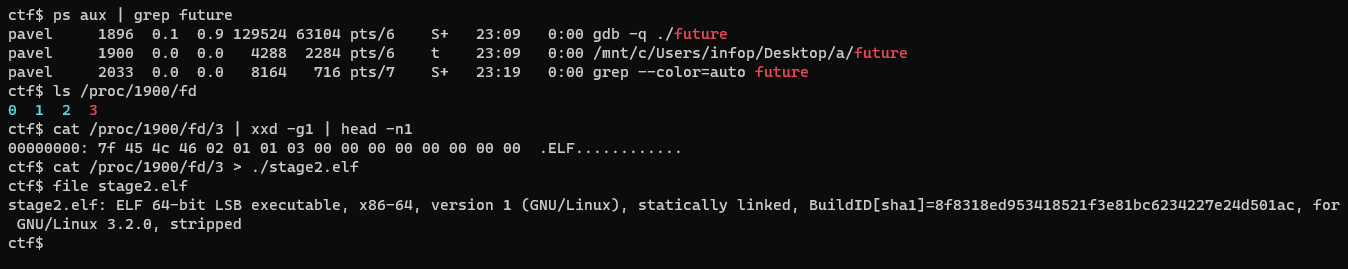 ctf$ ps aux | grep future
pavel     1896  0.1  0.9 129524 63104 pts/6    S+   23:09   0:00 gdb -q ./future
pavel     1900  0.0  0.0   4288  2284 pts/6    t    23:09   0:00 /mnt/c/Users/infop/Desktop/a/future
pavel     2033  0.0  0.0   8164   716 pts/7    S+   23:19   0:00 grep --color=auto future
ctf$ ls /proc/1900/fd
0  1  2  3
ctf$ cat /proc/1900/fd/3 | xxd -g1 | head -n1
00000000: 7f 45 4c 46 02 01 01 03 00 00 00 00 00 00 00 00  .ELF............
ctf$ cat /proc/1900/fd/3 > ./stage2.elf
ctf$ file stage2.elf
stage2.elf: ELF 64-bit LSB executable, x86-64, version 1 (GNU/Linux), statically linked, BuildID[sha1]=8f8318ed953418521f3e81bc6234227e24d501ac, for
 GNU/Linux 3.2.0, stripped
ctf$